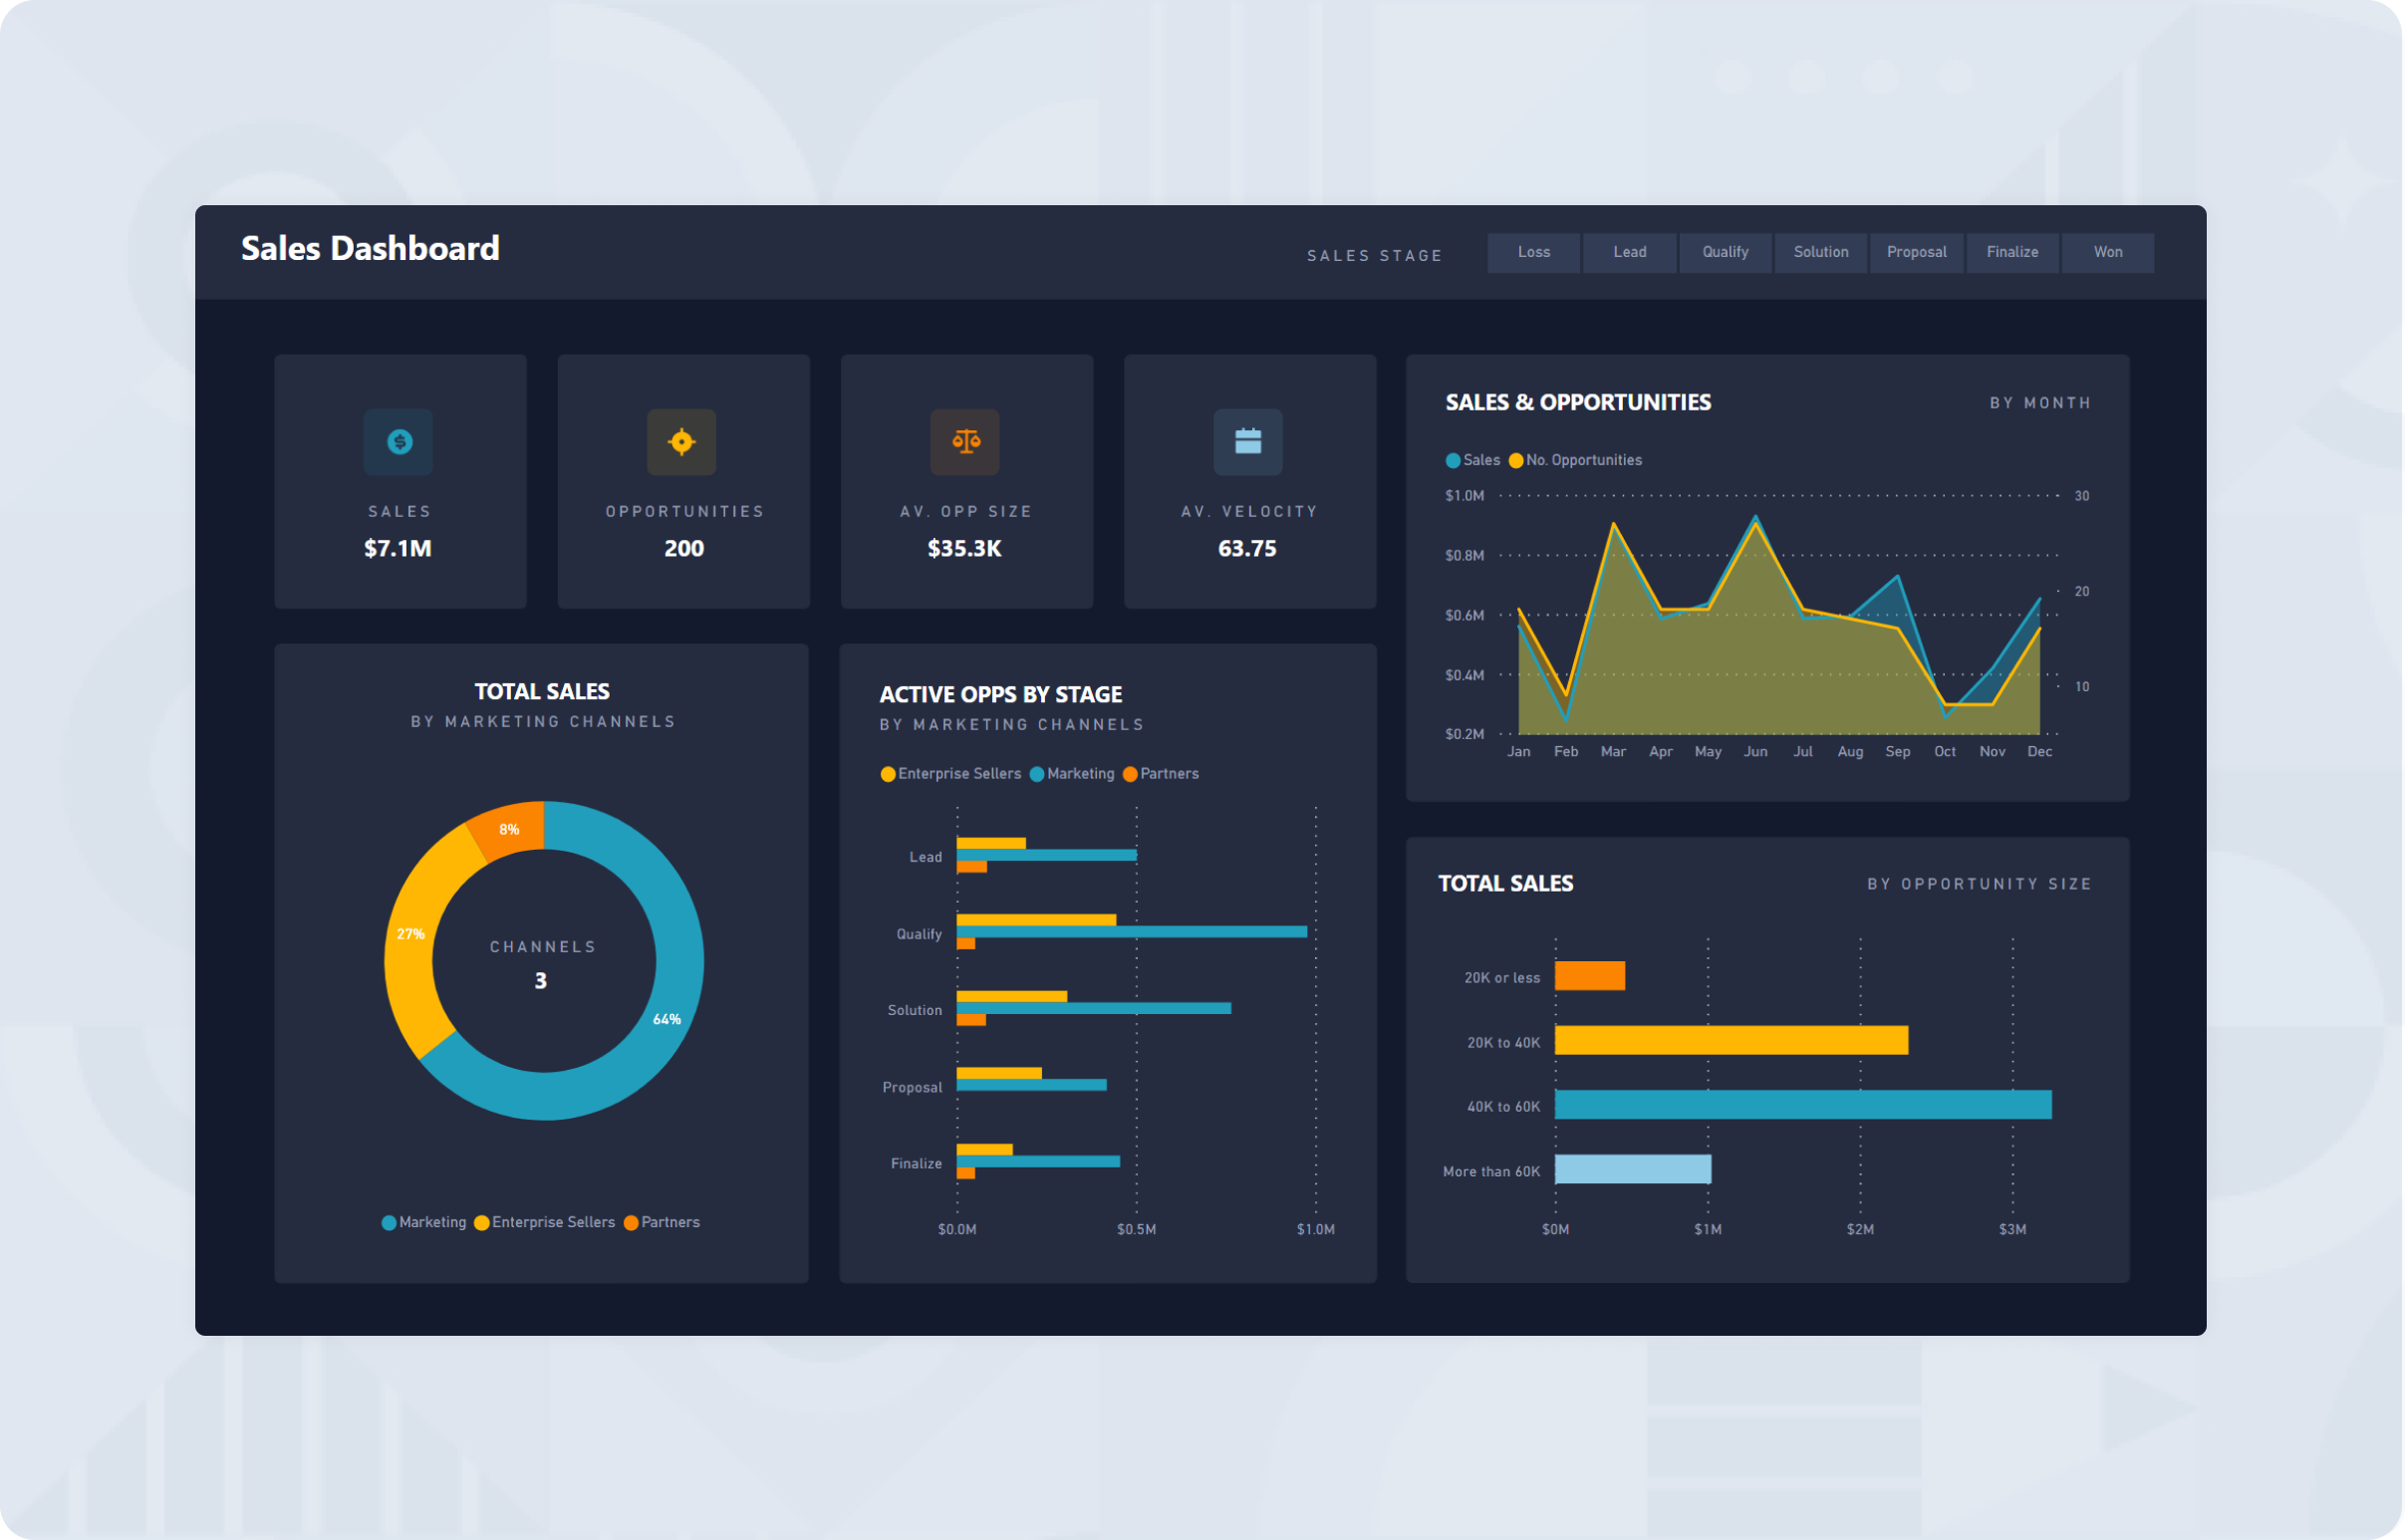 Sales Dashboard
SALES STAGE
Loss
Lead
Qualify
Solution
Proposal
Finalize
Won
SALES
$7.1M
OPPORTUNITIES
200
AV. OPP SIZE
$35.3K
AV. VELOCITY
63.75
SALES & OPPORTUNITIES
BY MONTH
Sales No. Opportunities
$1.0M
$0.8M
$0.6M
$0.4M
$0.2M
30
20
10
Jan Feb Mar Apr May Jun Jul Aug Sep Oct Nov Dec
TOTAL SALES
BY MARKETING CHANNELS
8%
27%
64%
CHANNELS
3
Marketing Enterprise Sellers Partners
ACTIVE OPPS BY STAGE
BY MARKETING CHANNELS
Enterprise Sellers Marketing Partners
Lead
Qualify
Solution
Proposal
Finalize
$0.0M $0.5M $1.0M
TOTAL SALES
BY OPPORTUNITY SIZE
20K or less
20K to 40K
40K to 60K
More than 60K
$0M $1M $2M $3M